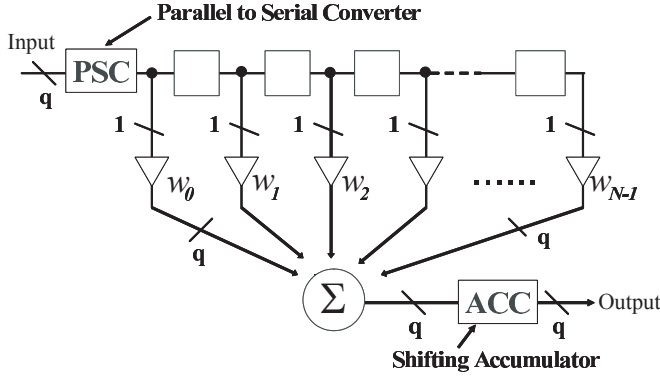 Parallel to Serial Converter
Input
PSC
q
1 1 1 1 1
w0 w1 w2 ...... wN-1
q q
Σ
ACC
Output
q q
Shifting Accumulator